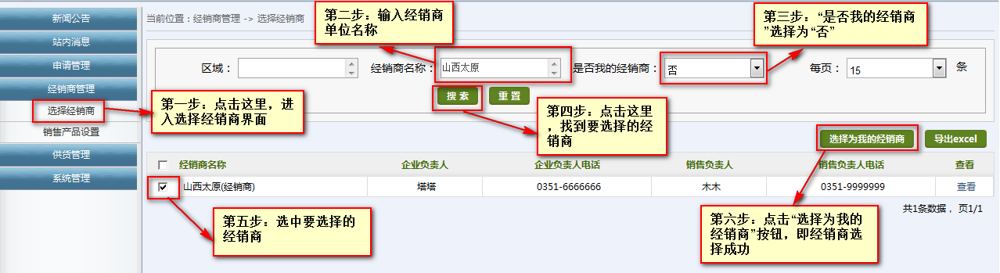 新闻公告
站内消息
申请管理
经销商管理
选择经销商
销售产品设置
供货管理
系统管理
当前位置：经销商管理 -> 选择经销商
第二步：输入经销商
单位名称
第三步：“是否我的经销商
”选择为“否”
区域：
经销商名称：
山西太原
是否我的经销商：
否
每页：
15
条
搜 索
重 置
第一步：点击这里，进
入选择经销商界面
第四步：点击这里
，找到要选择的经
销商
选择为我的经销商
导出excel
经销商名称 企业负责人 企业负责人电话 销售负责人 销售负责人电话 查看
山西太原(经销商) 塔塔 0351-6666666 木木 0351-9999999 查看
共1条数据 ，页1/1
第五步：选中要选择的
经销商
第六步：点击“选择为我的
经销商”按钮，即经销商选
择成功